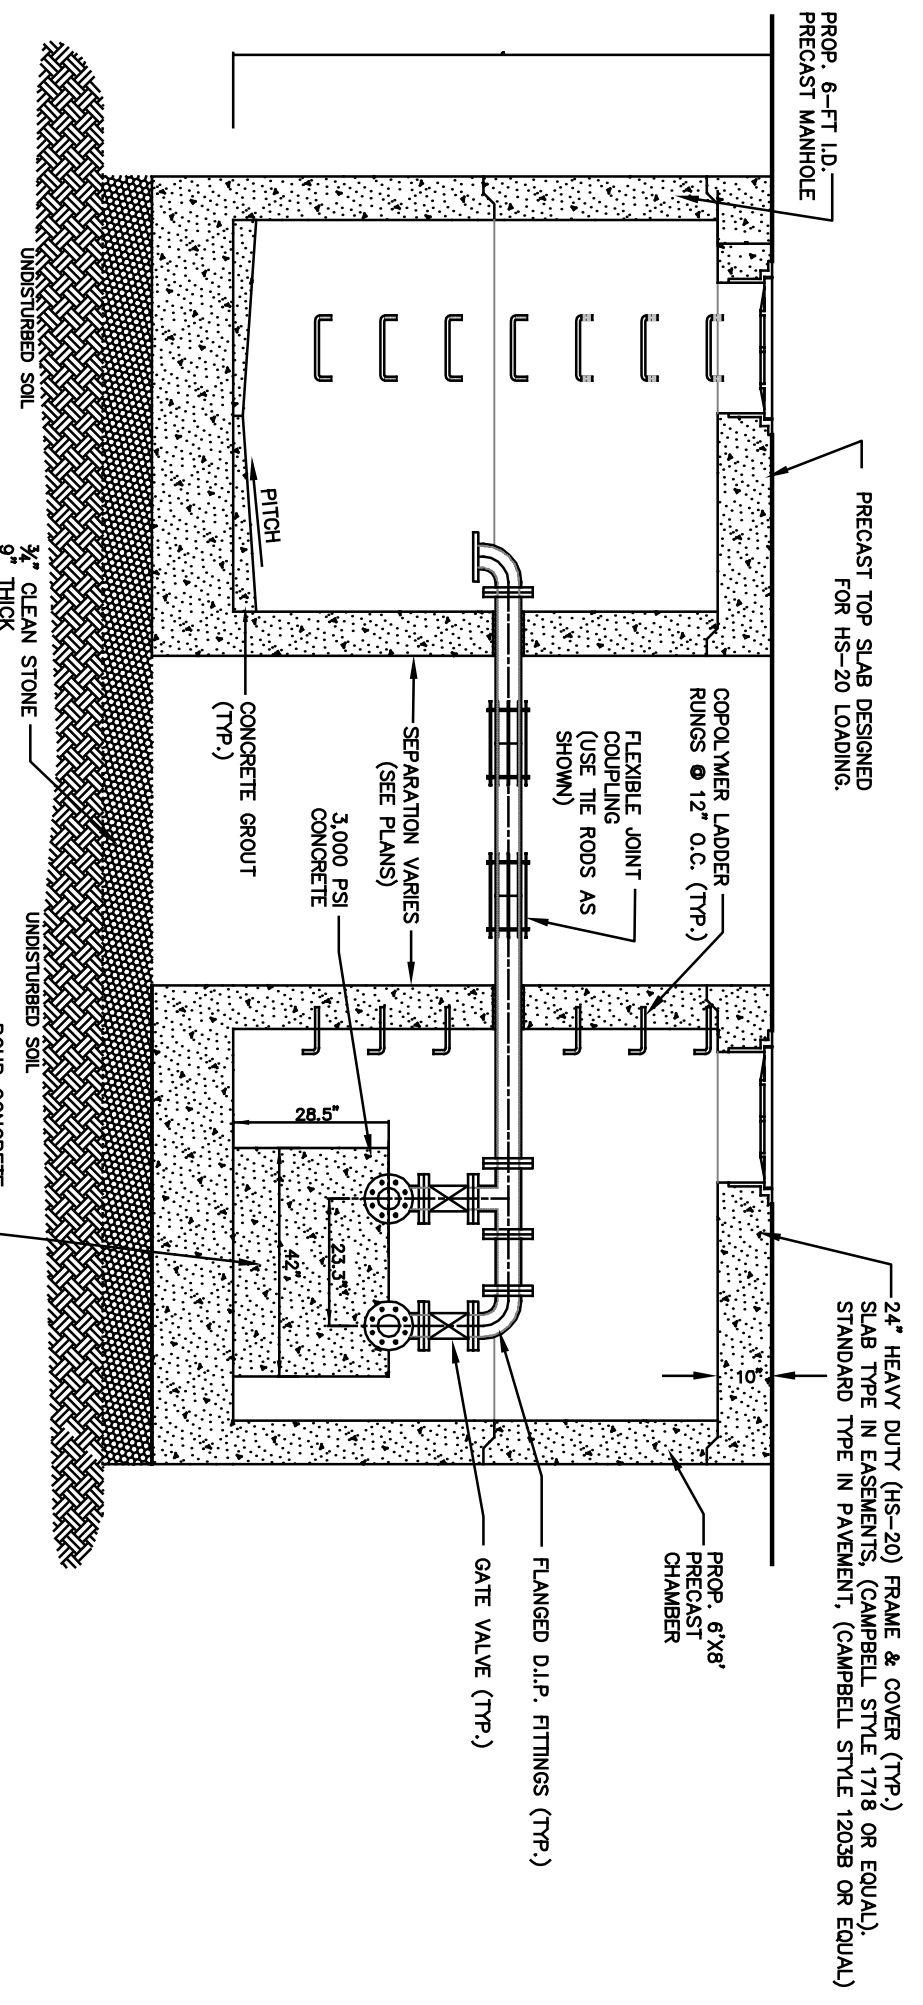 PROP. 6-FT I.D.
PRECAST MANHOLE
PRECAST TOP SLAB DESIGNED
FOR HS-20 LOADING.
24" HEAVY DUTY (HS-20) FRAME & COVER (TYP.)
SLAB TYPE IN EASEMENTS, (CAMPBELL STYLE 1718 OR EQUAL).
STANDARD TYPE IN PAVEMENT, (CAMPBELL STYLE 1203B OR EQUAL)
COPOLYMER LADDER
RUNGS @ 12" O.C. (TYP.)
FLEXIBLE JOINT
COUPLING
(USE TIE RODS AS
SHOWN)
10"
PROP. 6'X8'
PRECAST
CHAMBER
FLANGED D.I.P. FITTINGS (TYP.)
GATE VALVE (TYP.)
PITCH
SEPARATION VARIES
(SEE PLANS)
CONCRETE GROUT
(TYP.)
3,000 PSI
CONCRETE
28.5"
23.3"
42"
UNDISTURBED SOIL
3/4" CLEAN STONE
9" THICK
UNDISTURBED SOIL